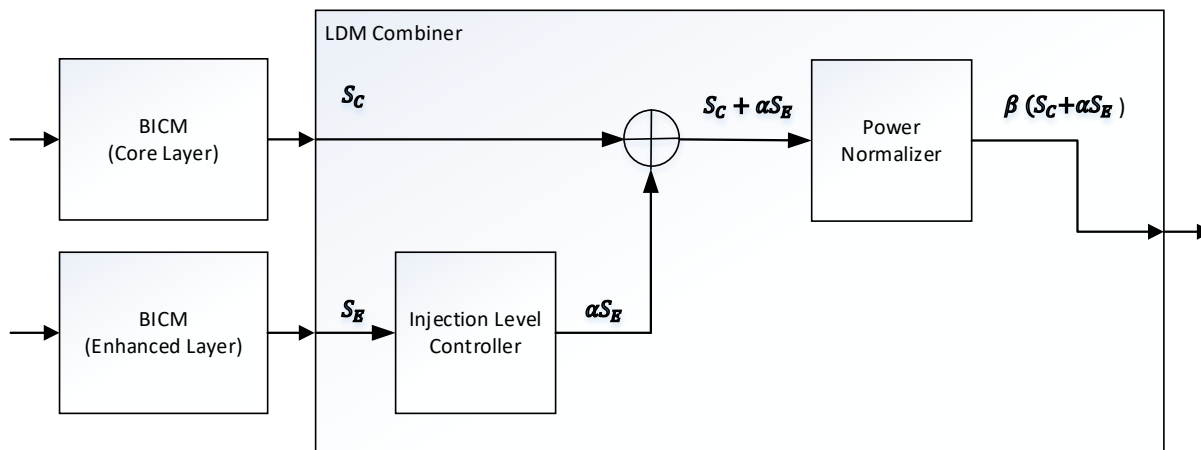 LDM Combiner
BICM
(Core Layer)
S_C
S_C + αS_E
Power
Normalizer
β (S_C+αS_E )
BICM
(Enhanced Layer)
S_E
Injection Level
Controller
αS_E